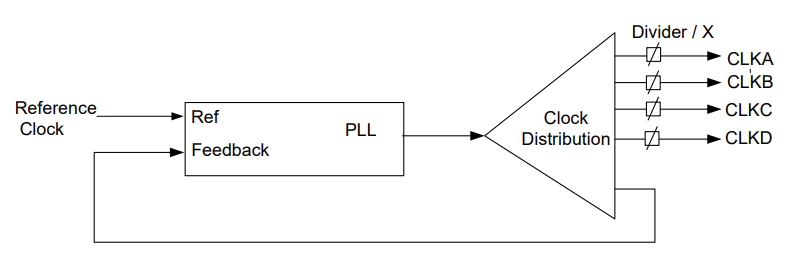 Divider / X
CLKA
CLKB
CLKC
CLKD
Reference
Clock
Ref
Feedback
PLL
Clock
Distribution